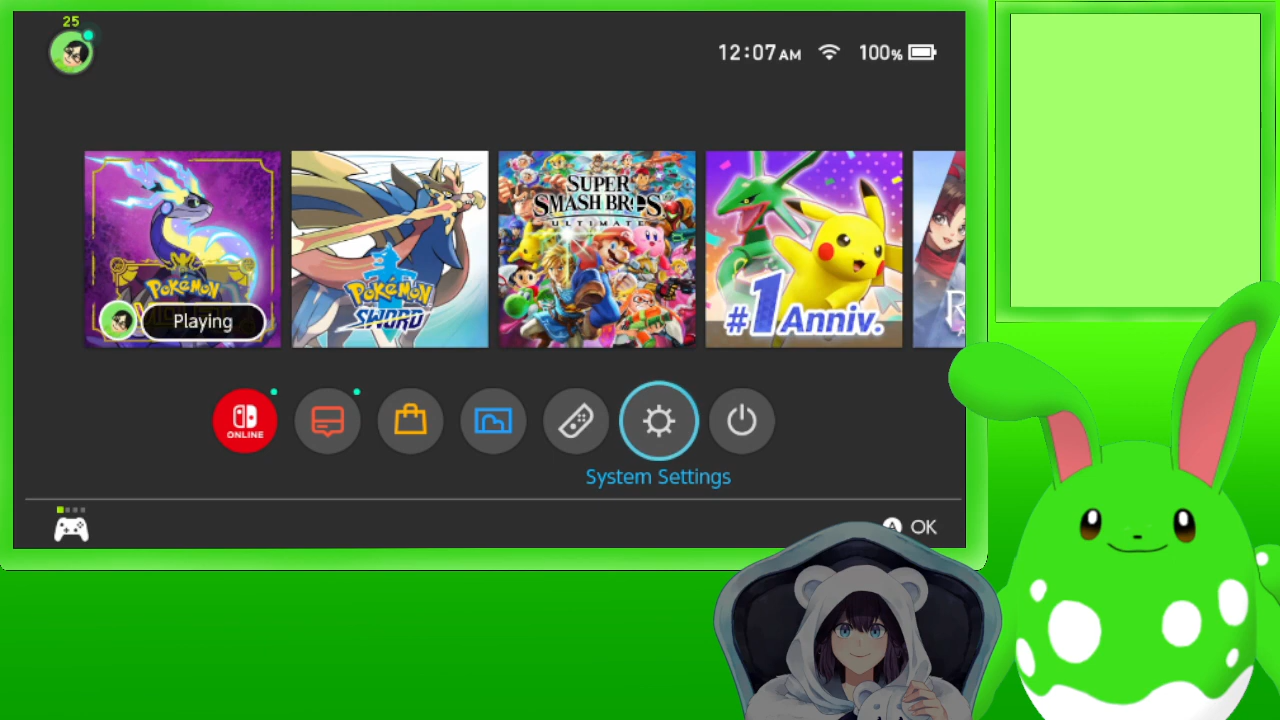 25
12:07 AM 100%
POKÉMON
Playing
POKÉMON
SWORD
SUPER
SMASH BROS.
ULTIMATE
#1 Anniv.
ONLINE
System Settings
A OK